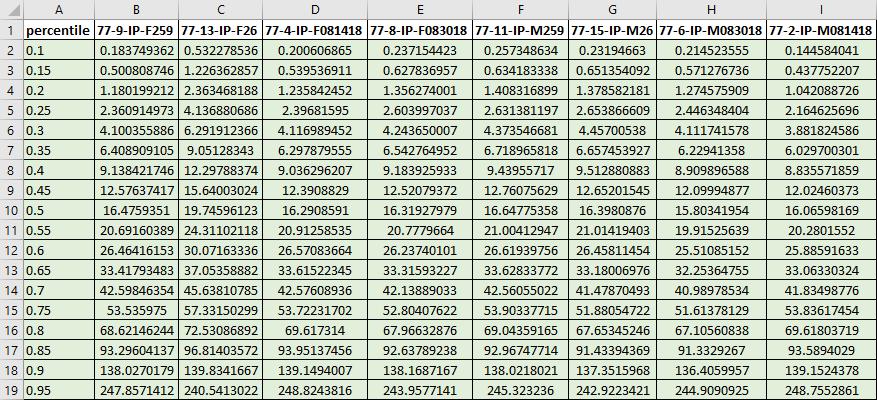 A B C D E F G H I
1 percentile 77-9-IP-F259 77-13-IP-F26 77-4-IP-F081418 77-8-IP-F083018 77-11-IP-M259 77-15-IP-M26 77-6-IP-M083018 77-2-IP-M081418
2 0.1 0.183749362 0.532278536 0.200606865 0.237154423 0.257348634 0.23194663 0.214523555 0.144584041
3 0.15 0.500808746 1.226362857 0.539536911 0.627836957 0.634183338 0.651354092 0.571276736 0.437752207
4 0.2 1.180199212 2.363468188 1.235842452 1.356274001 1.408316899 1.378582181 1.274575909 1.042088726
5 0.25 2.360914973 4.136880686 2.39681595 2.603997037 2.631381197 2.653866609 2.446348404 2.164625696
6 0.3 4.100355886 6.291912366 4.116989452 4.243650007 4.373546681 4.45700538 4.111741578 3.881824586
7 0.35 6.408909105 9.05128343 6.297879555 6.542764952 6.718965818 6.657453927 6.22941358 6.029700301
8 0.4 9.138421746 12.29788374 9.036296207 9.183925933 9.43955717 9.512880883 8.909896588 8.835571859
9 0.45 12.57637417 15.64003024 12.3908829 12.52079372 12.76075629 12.65201545 12.09994877 12.02460373
10 0.5 16.4759351 19.74596123 16.2908591 16.31927979 16.64775358 16.3980876 15.80341954 16.06598169
11 0.55 20.69160389 24.31102118 20.91258535 20.7779664 21.00412947 21.01419403 19.91525639 20.2801552
12 0.6 26.46416153 30.07163336 26.57083664 26.23740101 26.61939756 26.45811454 25.51085152 25.88591633
13 0.65 33.41793483 37.05358882 33.61522345 33.31593227 33.62837733 33.18006976 32.25364755 33.06330324
14 0.7 42.59846354 45.63810785 42.57608936 42.13889033 42.56055022 41.47870493 40.98978534 41.83498776
15 0.75 53.535975 57.33150299 53.72231702 52.80407622 53.90337715 51.88054722 51.61378129 53.83617454
16 0.8 68.62146244 72.53086892 69.617314 67.96632876 69.04359165 67.65345246 67.10560838 69.61803719
17 0.85 93.29604137 96.81403572 93.95137456 92.63789238 92.96747714 91.43394369 91.3329267 93.5894029
18 0.9 138.0270179 139.8341667 139.1494007 138.1687167 138.0218021 137.3515968 136.4059957 139.1524378
19 0.95 247.8571412 240.5413022 248.8243816 243.9577141 245.323236 242.9223421 244.9090925 248.7552861